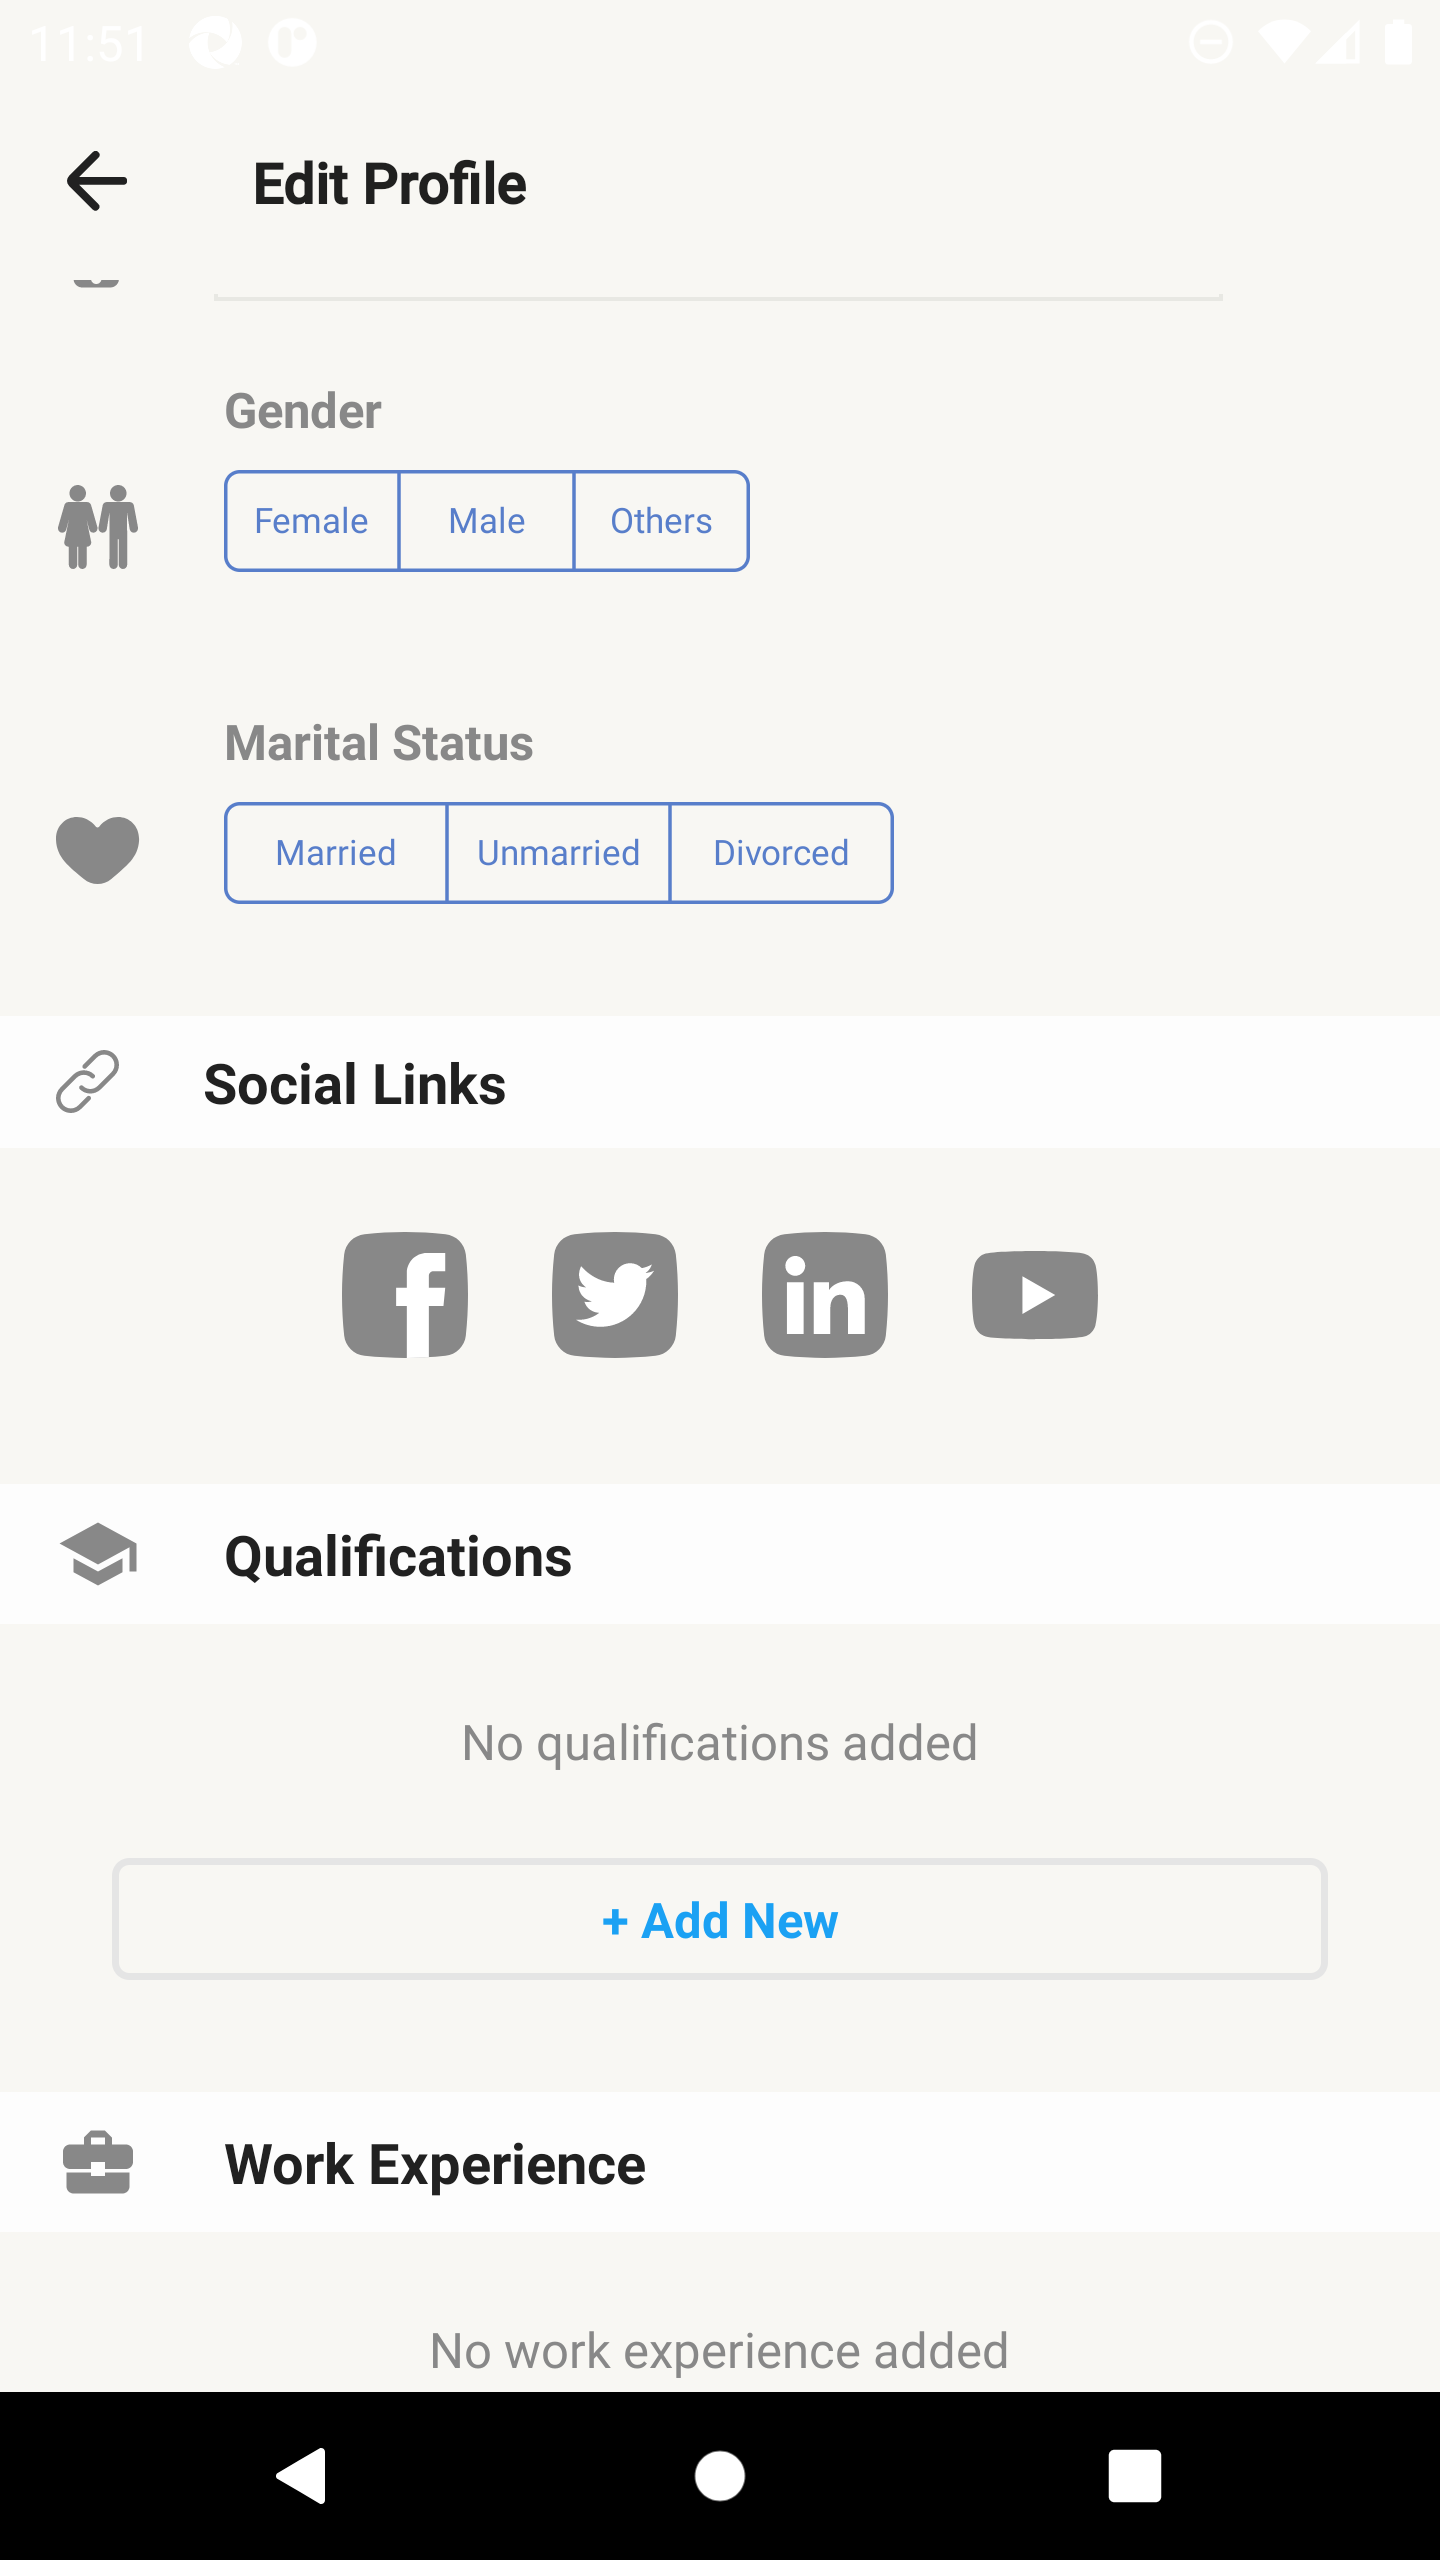 11:51
Edit Profile
Gender
Female Male Others
Marital Status
Married Unmarried Divorced
Social Links
Qualifications
No qualifications added
+ Add New
Work Experience
No work experience added